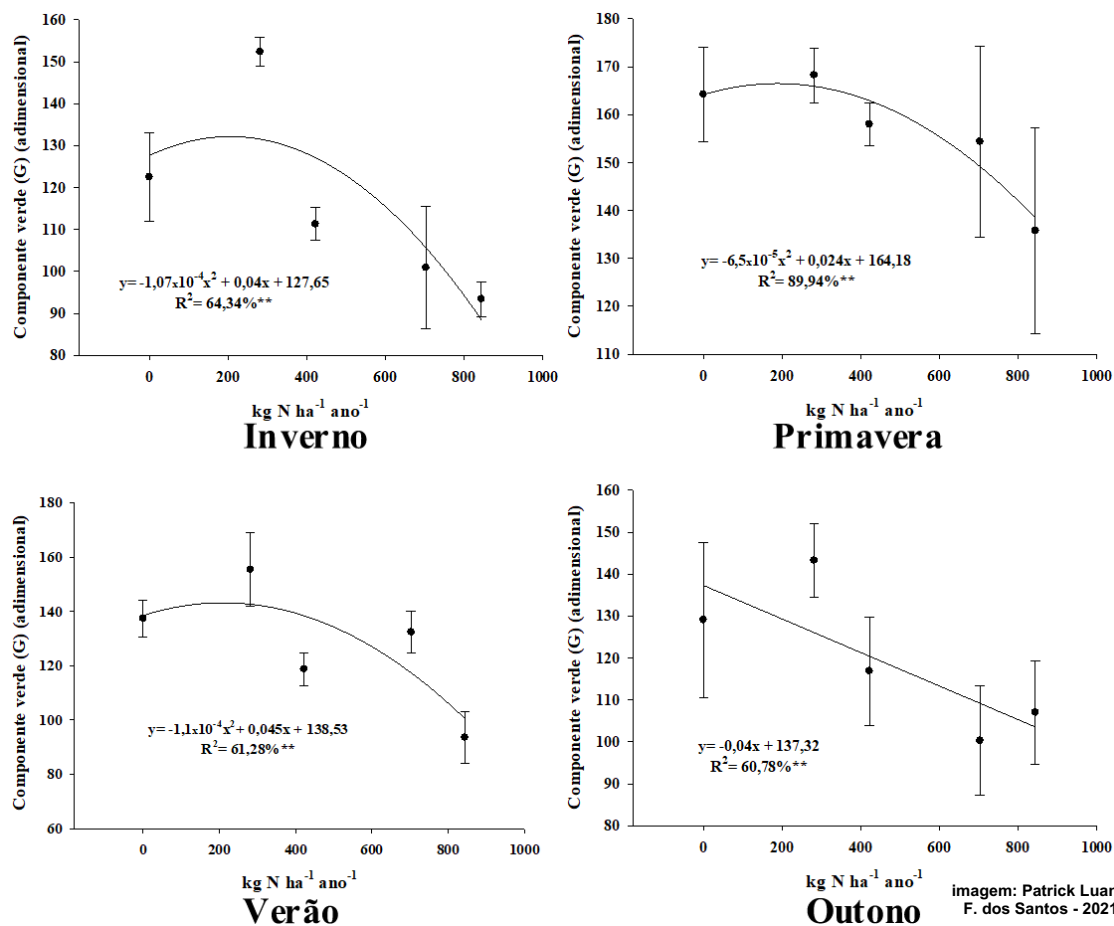 Componente verde (G) (adimensional)
160
150
140
130
120
110
100
90
80
y= -1,07x10⁻⁴x² + 0,04x + 127,65
R²= 64,34%**
0 200 400 600 800 1000
kg N ha⁻¹ ano⁻¹
Inverno
Componente verde (G) (adimensional)
180
170
160
150
140
130
120
110
y= -6,5x10⁻⁵x² + 0,024x + 164,18
R²= 89,94%**
0 200 400 600 800 1000
kg N ha⁻¹ ano⁻¹
Primavera
Componente verde (G) (adimensional)
180
160
140
120
100
80
60
y= -1,1x10⁻⁴x² + 0,045x + 138,53
R²= 61,28%**
0 200 400 600 800 1000
kg N ha⁻¹ ano⁻¹
Verão
Componente verde (G) (adimensional)
160
150
140
130
120
110
100
90
80
y= -0,04x + 137,32
R²= 60,78%**
0 200 400 600 800 1000
kg N ha⁻¹ ano⁻¹
Outono
imagem: Patrick Luan
F. dos Santos - 2021